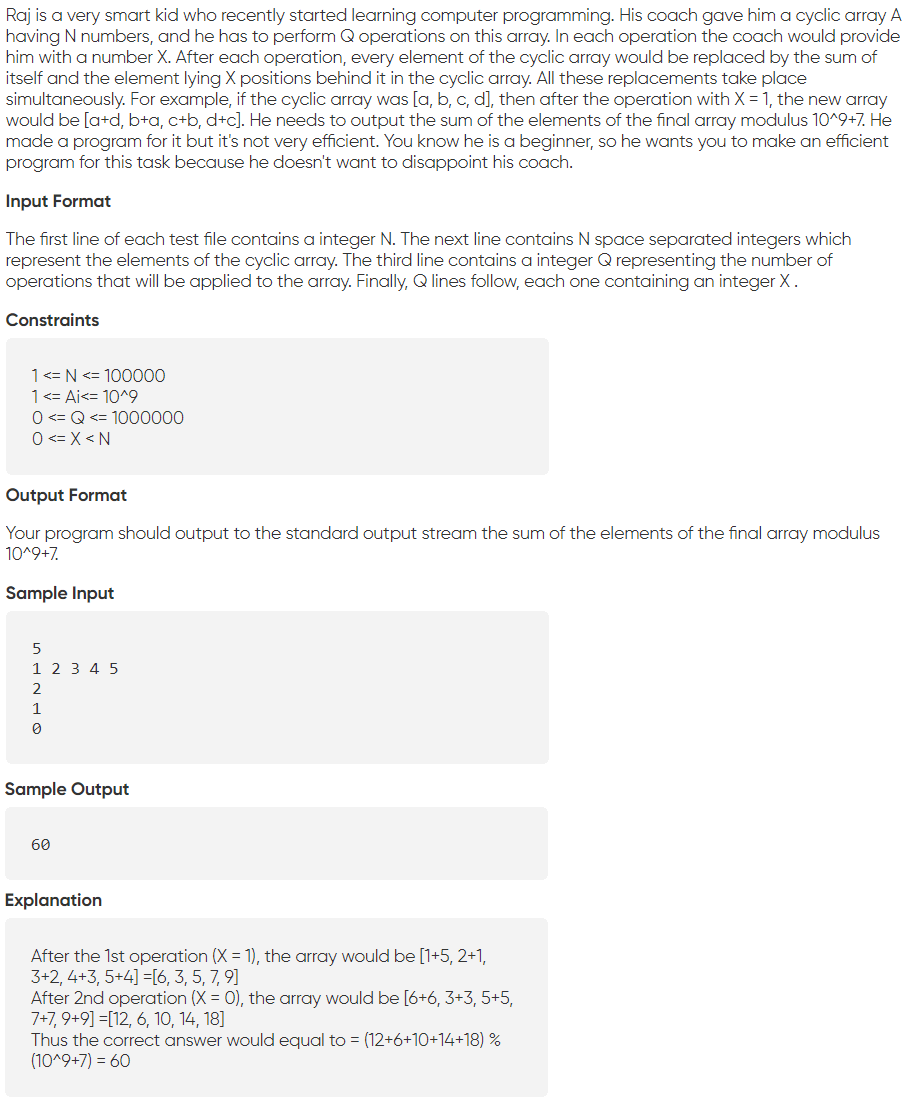 Raj is a very smart kid who recently started learning computer programming. His coach gave him a cyclic array A
having N numbers, and he has to perform Q operations on this array. In each operation the coach would provide
him with a number X. After each operation, every element of the cyclic array would be replaced by the sum of
itself and the element lying X positions behind it in the cyclic array. All these replacements take place
simultaneously. For example, if the cyclic array was [a, b, c, d], then after the operation with X = 1, the new array
would be [a+d, b+a, c+b, d+c]. He needs to output the sum of the elements of the final array modulus 10^9+7. He
made a program for it but it's not very efficient. You know he is a beginner, so he wants you to make an efficient
program for this task because he doesn't want to disappoint his coach.
Input Format
The first line of each test file contains a integer N. The next line contains N space separated integers which
represent the elements of the cyclic array. The third line contains a integer Q representing the number of
operations that will be applied to the array. Finally, Q lines follow, each one containing an integer X .
Constraints
1 <= N <= 100000
1 <= Ai<= 10^9
0 <= Q <= 1000000
0 <= X < N
Output Format
Your program should output to the standard output stream the sum of the elements of the final array modulus
10^9+7.
Sample Input
5
1 2 3 4 5
2
1
0
Sample Output
60
Explanation
After the 1st operation (X = 1), the array would be [1+5, 2+1,
3+2, 4+3, 5+4] =[6, 3, 5, 7, 9]
After 2nd operation (X = 0), the array would be [6+6, 3+3, 5+5,
7+7, 9+9] =[12, 6, 10, 14, 18]
Thus the correct answer would equal to = (12+6+10+14+18) %
(10^9+7) = 60